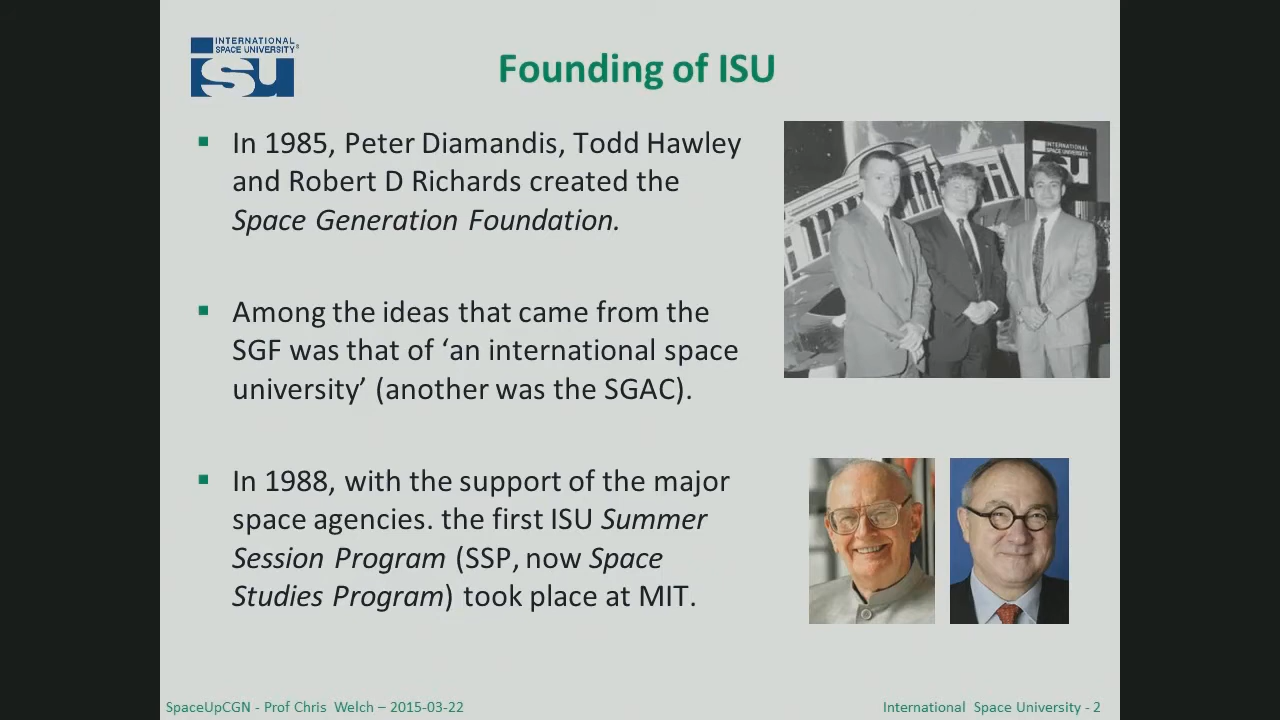 INTERNATIONAL
SPACE UNIVERSITY®
isu
Founding of ISU
In 1985, Peter Diamandis, Todd Hawley
and Robert D Richards created the
Space Generation Foundation.
Among the ideas that came from the
SGF was that of ‘an international space
university’ (another was the SGAC).
In 1988, with the support of the major
space agencies. the first ISU Summer
Session Program (SSP, now Space
Studies Program) took place at MIT.
INTERNATIONAL
SPACE UNIVERSITY
isu
SpaceUpCGN - Prof Chris Welch – 2015-03-22
International Space University - 2